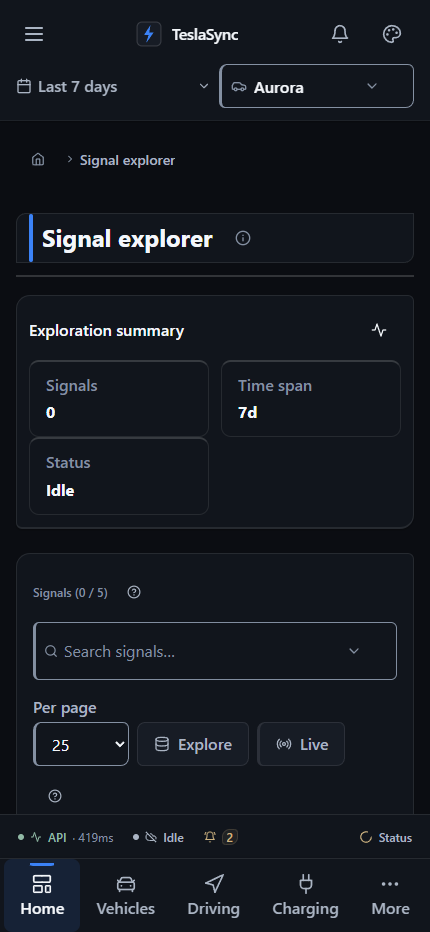 TeslaSync
Last 7 days
Aurora
Signal explorer
Signal explorer
Exploration summary
Signals
0
Time span
7d
Status
Idle
Signals (0 / 5)
Search signals...
Per page
25
Explore
Live
API · 419ms
Idle
2
Status
Home
Vehicles
Driving
Charging
More